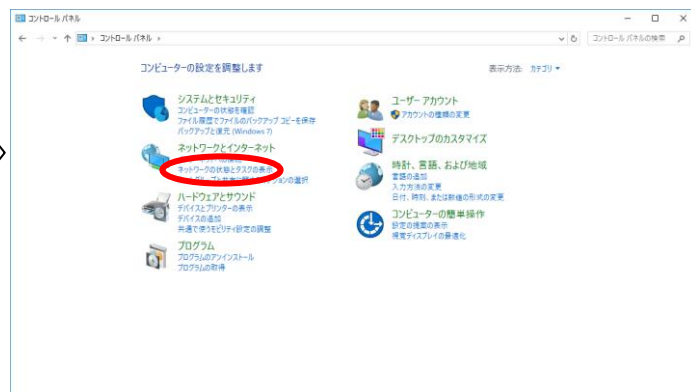 コントロール パネル
コントロール パネル
コントロール パネルの検索
コンピューターの設定を調整します
表示方法: カテゴリ
システムとセキュリティ
コンピューターの状態を確認
ファイル履歴でファイルのバックアップ コピーを保存
バックアップと復元 (Windows 7)
ネットワークとインターネット
ネットワークの状態とタスクの表示
ハードウェアとサウンド
デバイスとプリンターの表示
デバイスの追加
共通で使うモビリティ設定の調整
プログラム
プログラムのアンインストール
プログラムの取得
ユーザー アカウント
アカウントの種類の変更
デスクトップのカスタマイズ
時計、言語、および地域
言語の追加
入力方法の変更
日付、時刻、または数値の形式の変更
コンピューターの簡単操作
設定の提案の表示
視覚ディスプレイの最適化